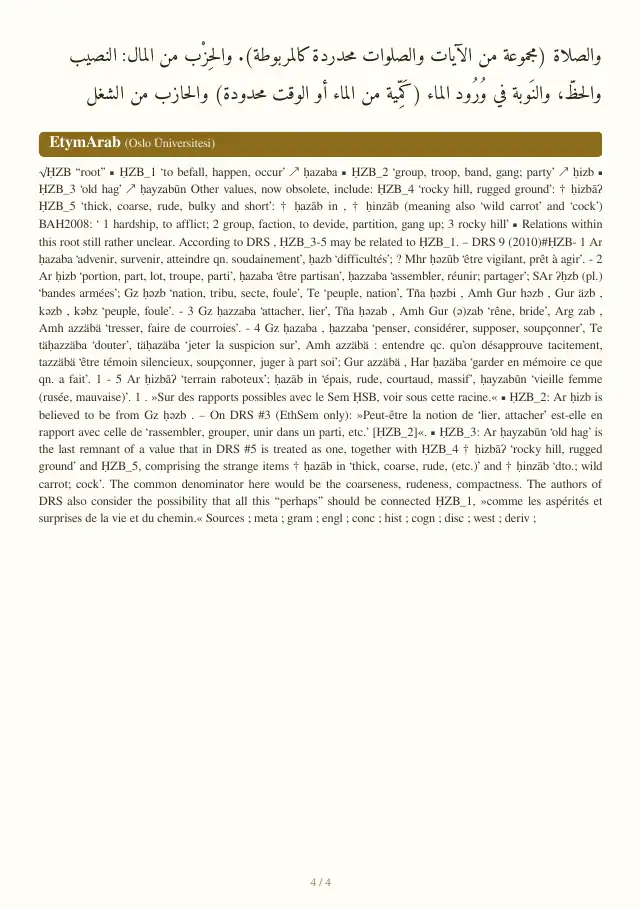 والصلاة (مجموعة من الآيات والصلوات محدردة كالمربوطة). والحِزْب من المال: النصيب
والحظّ، والنَوبة في وُرُود الماء (كَمِّية من الماء أو الوقت محدودة) والحازب من الشغل
EtymArab (Oslo Üniversitesi)
√ḤZB “root” ▪ ḤZB_1 ‘to befall, happen, occur’ ↗ ḥazaba ▪ ḤZB_2 ‘group, troop, band, gang; party’ ↗ ḥizb ▪
ḤZB_3 ‘old hag’ ↗ ḥayzabūn Other values, now obsolete, include: ḤZB_4 ‘rocky hill, rugged ground’: † ḥizbāʔ
ḤZB_5 ‘thick, coarse, rude, bulky and short’: † ḥazāb in , † ḥinzāb (meaning also ‘wild carrot’ and ‘cock’)
BAH2008: ‘ 1 hardship, to afflict; 2 group, faction, to divide, partition, gang up; 3 rocky hill’ ▪ Relations within
this root still rather unclear. According to DRS , ḤZB_3-5 may be related to ḤZB_1. – DRS 9 (2010)#ḤZB- 1 Ar
ḥazaba ‘advenir, survenir, atteindre qn. soudainement’, ḥazb ‘difficultés’; ? Mhr ḥəzūb ‘être vigilant, prêt à agir’. - 2
Ar ḥizb ‘portion, part, lot, troupe, parti’, ḥazaba ‘être partisan’, ḥazzaba ‘assembler, réunir; partager’; SAr ʔḥzb (pl.)
‘bandes armées’; Gz ḥəzb ‘nation, tribu, secte, foule’, Te ‘peuple, nation’, Tña ḥəzbi , Amh Gur həzb , Gur äzb ,
kəzb , kəbz ‘peuple, foule’. - 3 Gz ḥazzaba ‘attacher, lier’, Tña ḥəzab , Amh Gur (ə)zab ‘rêne, bride’, Arg zab ,
Amh azzäbä ‘tresser, faire de courroies’. - 4 Gz ḥazaba , ḥazzaba ‘penser, considérer, supposer, soupçonner’, Te
täḥazzäba ‘douter’, täḥazäba ‘jeter la suspicion sur’, Amh azzäbä : entendre qc. qu’on désapprouve tacitement,
tazzäbä ‘être témoin silencieux, soupçonner, juger à part soi’; Gur azzäbä , Har ḥazäba ‘garden en mémoire ce que
qn. a fait’. 1 - 5 Ar ḥizbāʔ ‘terrain raboteux’; ḥazāb in ‘épais, rude, courtaud, massif’, ḥayzabūn ‘vieille femme
(rusée, mauvaise)’. 1 . »Sur des rapports possibles avec le Sem ḤSB, voir sous cette racine.« ▪ ḤZB_2: Ar ḥizb is
believed to be from Gz ḥəzb . – On DRS #3 (EthSem only): »Peut-être la notion de ‘lier, attacher’ est-elle en
rapport avec celle de ‘rassembler, grouper, unir dans un parti, etc.’ [ḤZB_2]«. ▪ ḤZB_3: Ar ḥayzabūn ‘old hag’ is
the last remnant of a value that in DRS #5 is treated as one, together with ḤZB_4 † ḥizbāʔ ‘rocky hill, rugged
ground’ and ḤZB_5, comprising the strange items † ḥazāb in ‘thick, coarse, rude, (etc.)’ and † ḥinzāb ‘dto.; wild
carrot; cock’. The common denominator here would be the coarseness, rudeness, compactness. The authors of
DRS also consider the possibility that all this “perhaps” should be connected ḤZB_1, »comme les aspérités et
surprises de la vie et du chemin.« Sources ; meta ; gram ; engl ; conc ; hist ; cogn ; disc ; west ; deriv ;
4 / 4